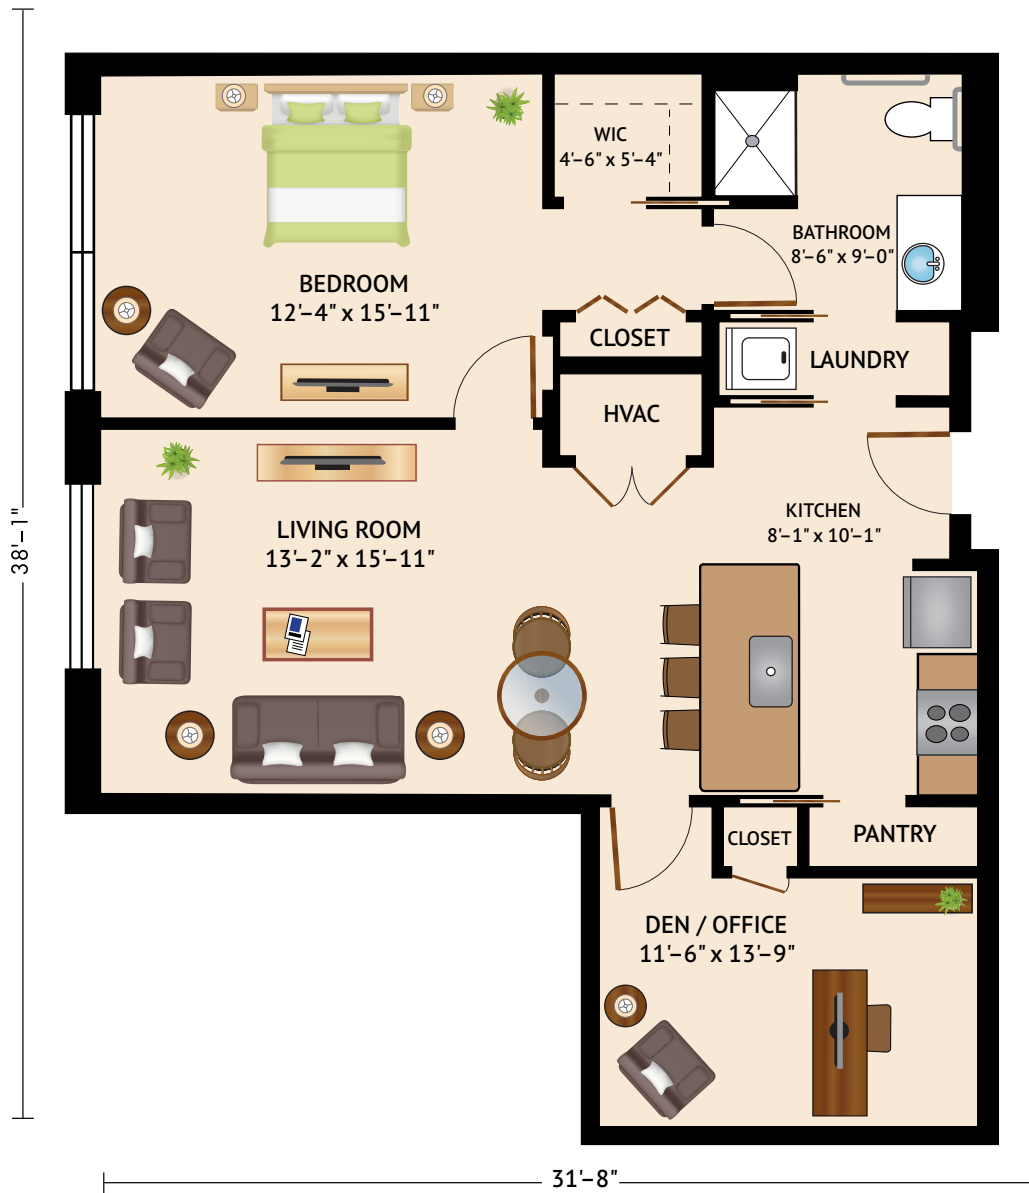 WIC
4'–6" x 5'–4"
BATHROOM
8'–6" x 9'–0"
BEDROOM
12'–4" x 15'–11"
CLOSET
LAUNDRY
HVAC
KITCHEN
8'–1" x 10'–1"
LIVING ROOM
13'–2" x 15'–11"
38'–1"
CLOSET
PANTRY
DEN / OFFICE
11'–6" x 13'–9"
31'–8"